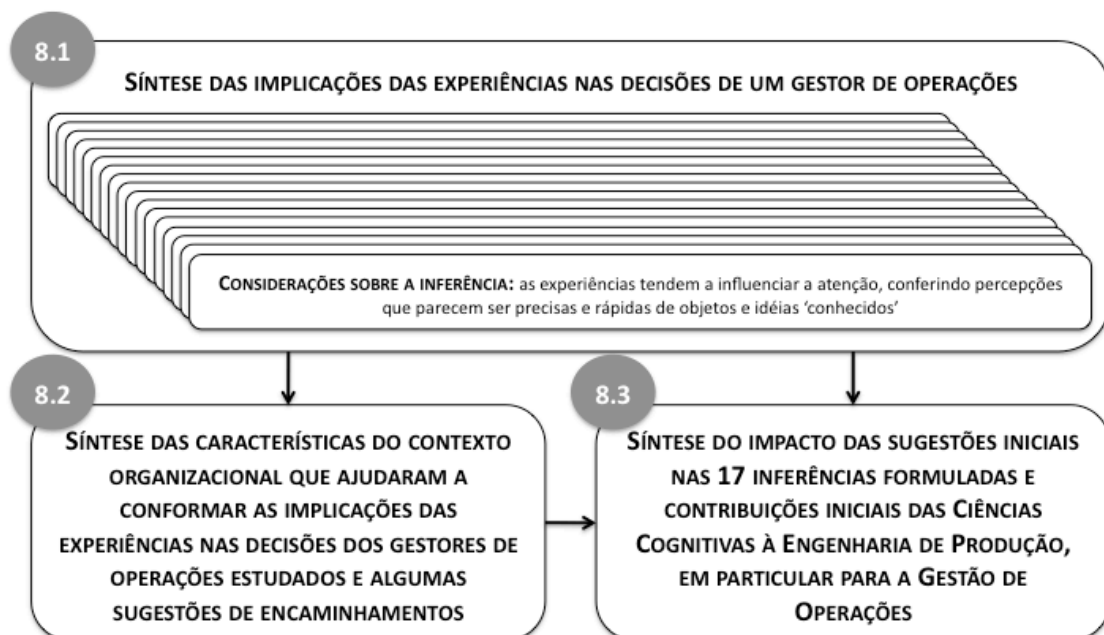 8.1
SÍNTESE DAS IMPLICAÇÕES DAS EXPERIÊNCIAS NAS DECISÕES DE UM GESTOR DE OPERAÇÕES
CONSIDERAÇÕES SOBRE A INFERÊNCIA: as experiências tendem a influenciar a atenção, conferindo percepções
que parecem ser precisas e rápidas de objetos e idéias ‘conhecidos’
8.2
SÍNTESE DAS CARACTERÍSTICAS DO CONTEXTO
ORGANIZACIONAL QUE AJUDARAM A
CONFORMAR AS IMPLICAÇÕES DAS
EXPERIÊNCIAS NAS DECISÕES DOS GESTORES DE
OPERAÇÕES ESTUDADOS E ALGUMAS
SUGESTÕES DE ENCAMINHAMENTOS
8.3
SÍNTESE DO IMPACTO DAS SUGESTÕES INICIAIS
NAS 17 INFERÊNCIAS FORMULADAS E
CONTRIBUIÇÕES INICIAIS DAS CIÊNCIAS
COGNITIVAS À ENGENHARIA DE PRODUÇÃO,
EM PARTICULAR PARA A GESTÃO DE
OPERAÇÕES